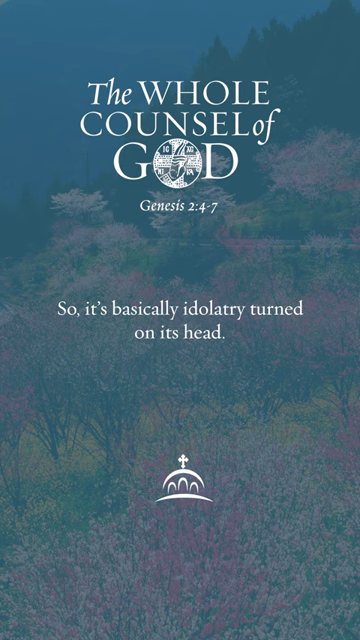 The WHOLE
COUNSEL of
GOD
Genesis 2:4-7
So, it's basically idolatry turned
on its head.